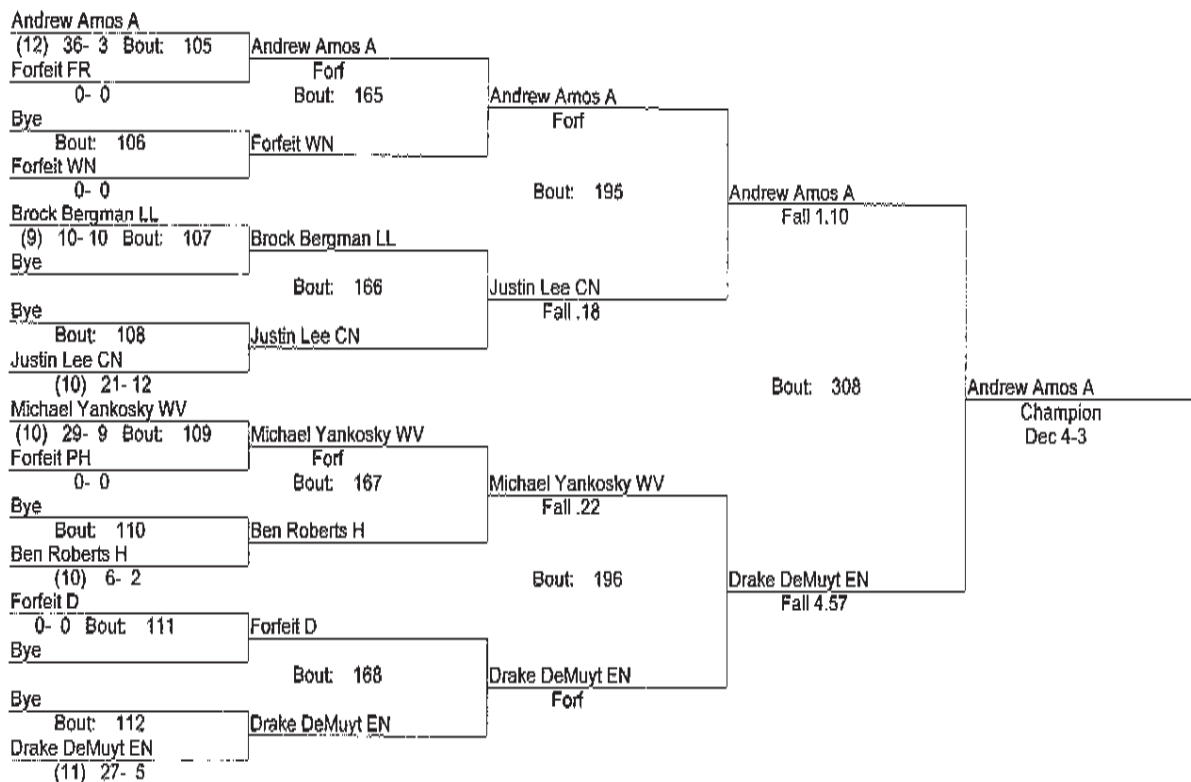 Andrew Amos A
(12) 36- 3 Bout: 105
Forfeit FR
0- 0
Bye
Bout: 106
Forfeit WN
0- 0
Brock Bergman LL
(9) 10- 10 Bout: 107
Bye
Bye
Bout: 108
Justin Lee CN
(10) 21- 12
Michael Yankosky WV
(10) 29- 9 Bout: 109
Forfeit PH
0- 0
Bye
Bout: 110
Ben Roberts H
(10) 6- 2
Forfeit D
0- 0 Bout: 111
Bye
Bye
Bout: 112
Drake DeMuyt EN
(11) 27- 5
Andrew Amos A
Forf
Bout: 165
Forfeit WN
Brock Bergman LL
Bout: 166
Justin Lee CN
Michael Yankosky WV
Forf
Bout: 167
Ben Roberts H
Forfeit D
Bout: 168
Drake DeMuyt EN
Andrew Amos A
Forf
Bout: 195
Justin Lee CN
Fall .18
Michael Yankosky WV
Fall .22
Bout: 196
Drake DeMuyt EN
Forf
Andrew Amos A
Fall 1.10
Bout: 308
Drake DeMuyt EN
Fall 4.57
Andrew Amos A
Champion
Dec 4-3